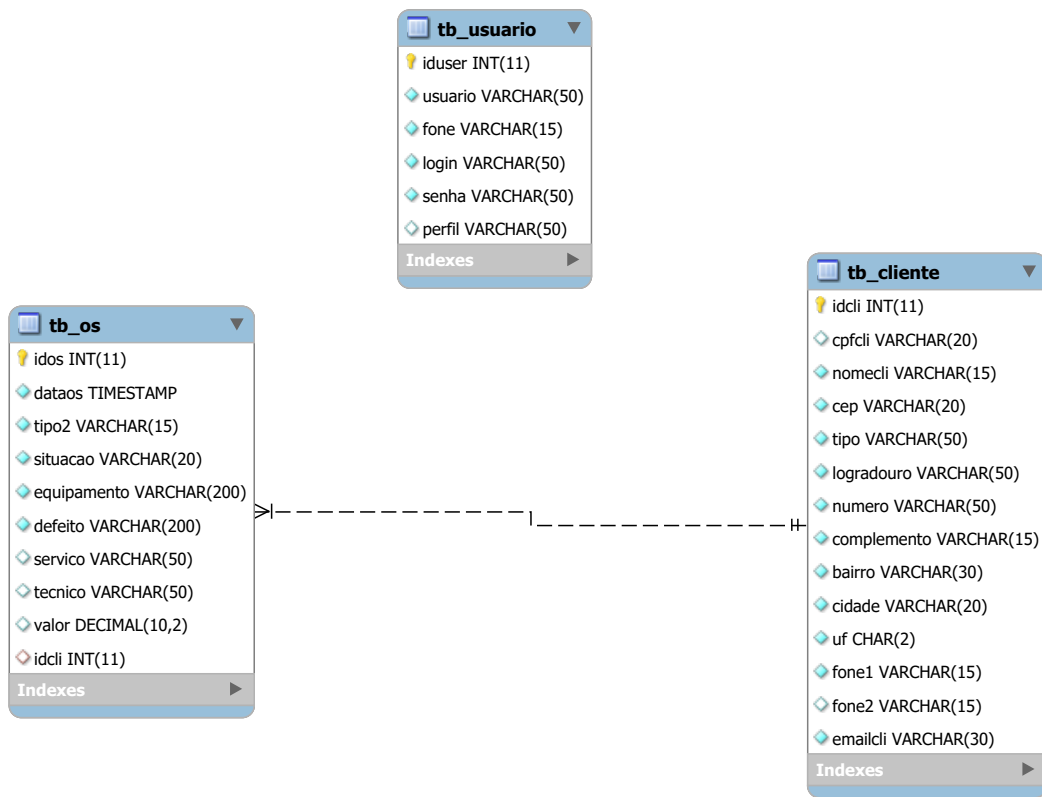 tb_usuario
iduser INT(11)
usuario VARCHAR(50)
fone VARCHAR(15)
login VARCHAR(50)
senha VARCHAR(50)
perfil VARCHAR(50)
Indexes
tb_os
idos INT(11)
dataos TIMESTAMP
tipo2 VARCHAR(15)
situacao VARCHAR(20)
equipamento VARCHAR(200)
defeito VARCHAR(200)
servico VARCHAR(50)
tecnico VARCHAR(50)
valor DECIMAL(10,2)
idcli INT(11)
Indexes
tb_cliente
idcli INT(11)
cpfcli VARCHAR(20)
nomecli VARCHAR(15)
cep VARCHAR(20)
tipo VARCHAR(50)
logradouro VARCHAR(50)
numero VARCHAR(50)
complemento VARCHAR(15)
bairro VARCHAR(30)
cidade VARCHAR(20)
uf CHAR(2)
fone1 VARCHAR(15)
fone2 VARCHAR(15)
emailcli VARCHAR(30)
Indexes